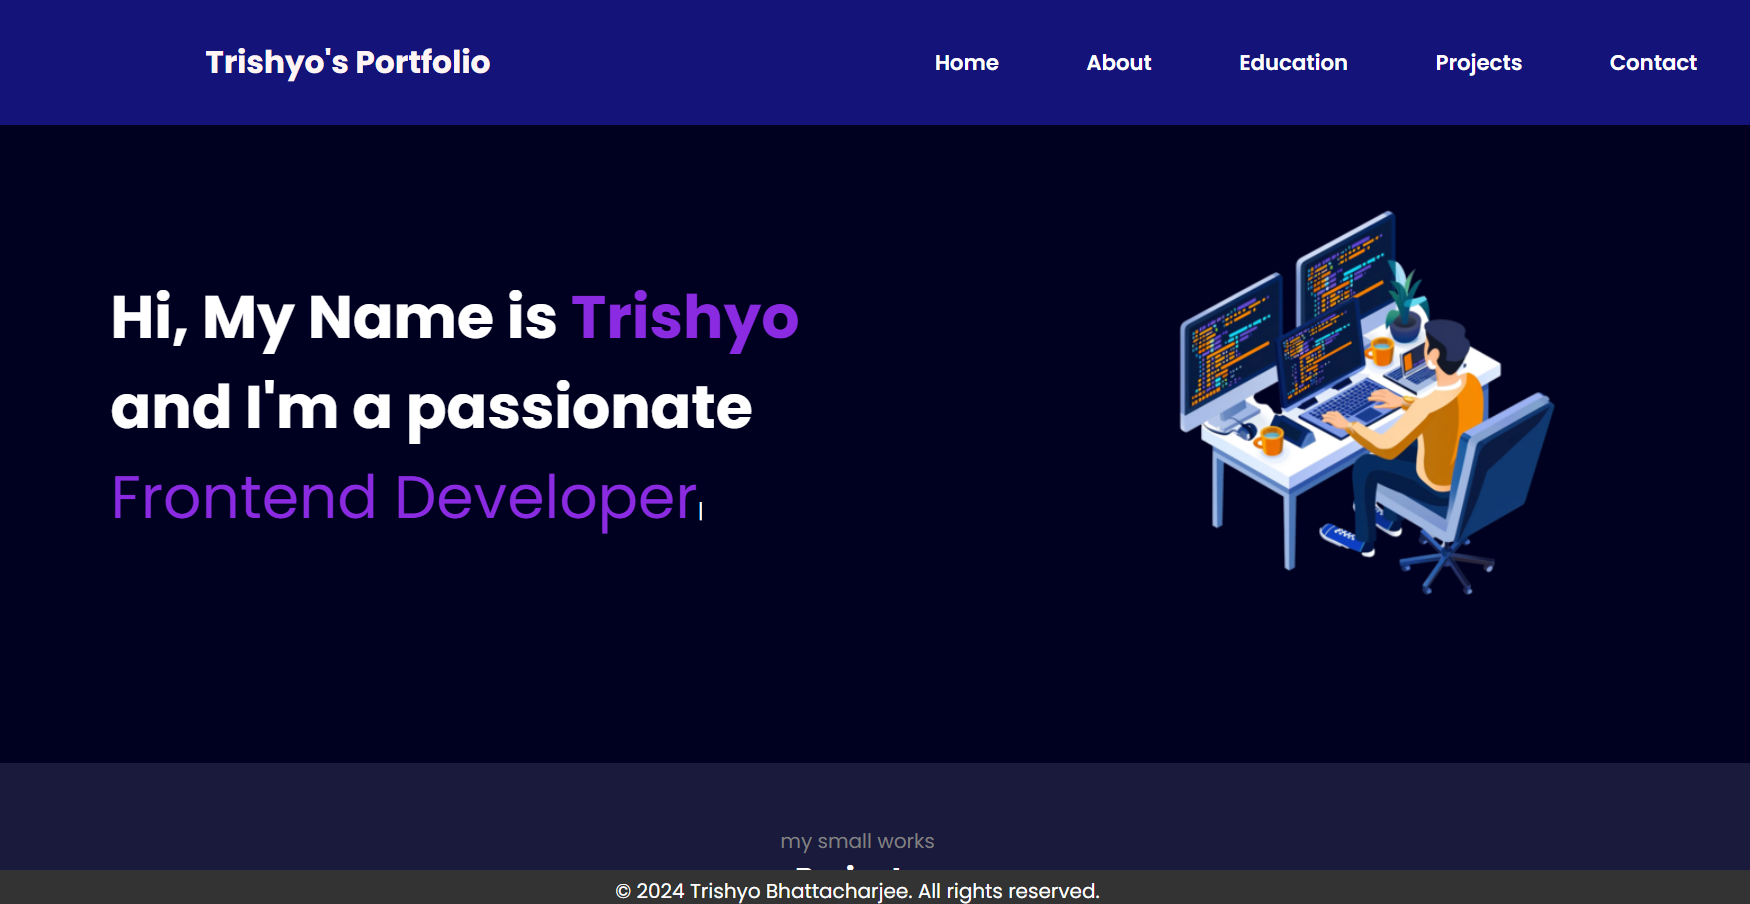 Trishyo's Portfolio
Home About Education Projects Contact
Hi, My Name is Trishyo
and I'm a passionate
Frontend Developer|
my small works
© 2024 Trishyo Bhattacharjee. All rights reserved.